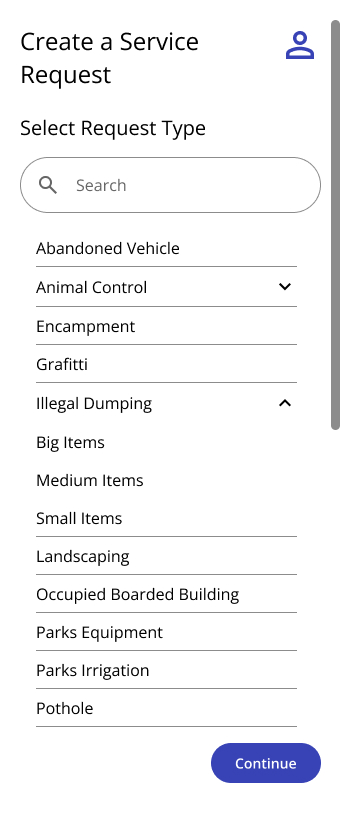 Create a Service
Request
Select Request Type
Search
Abandoned Vehicle
Animal Control
Encampment
Grafitti
Illegal Dumping
Big Items
Medium Items
Small Items
Landscaping
Occupied Boarded Building
Parks Equipment
Parks Irrigation
Pothole
Continue